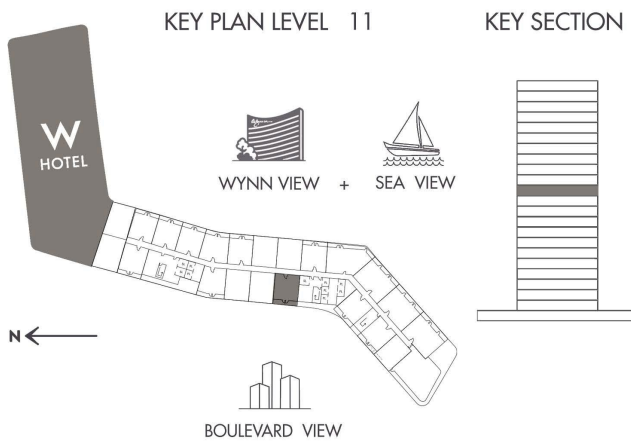 KEY PLAN LEVEL 11
KEY SECTION
W
HOTEL
WYNN VIEW + SEA VIEW
N
BOULEVARD VIEW